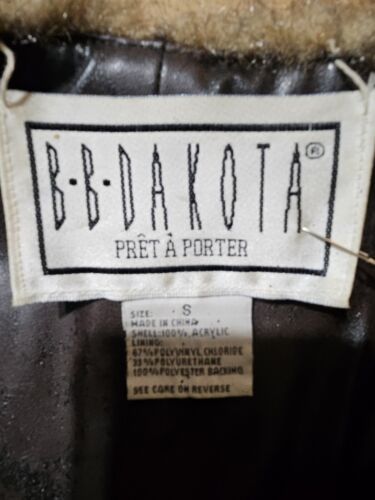 B·B·DAKOTA®
PRÊT À PORTER
SIZE: S
MADE IN CHINA
SHELL: 100% ACRYLIC
LINING:
67% POLYVINYL CHLORIDE
33% POLYURETHANE
100% POLYESTER BACKING
SEE CARE ON REVERSE